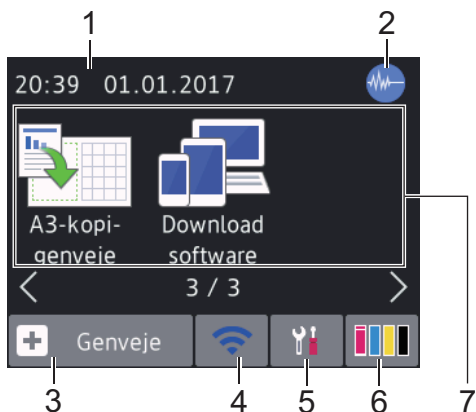 1 2
20:39 01.01.2017
A3-kopi-
genveje
Download
software
3 / 3
Genveje
3 4 5 6 7